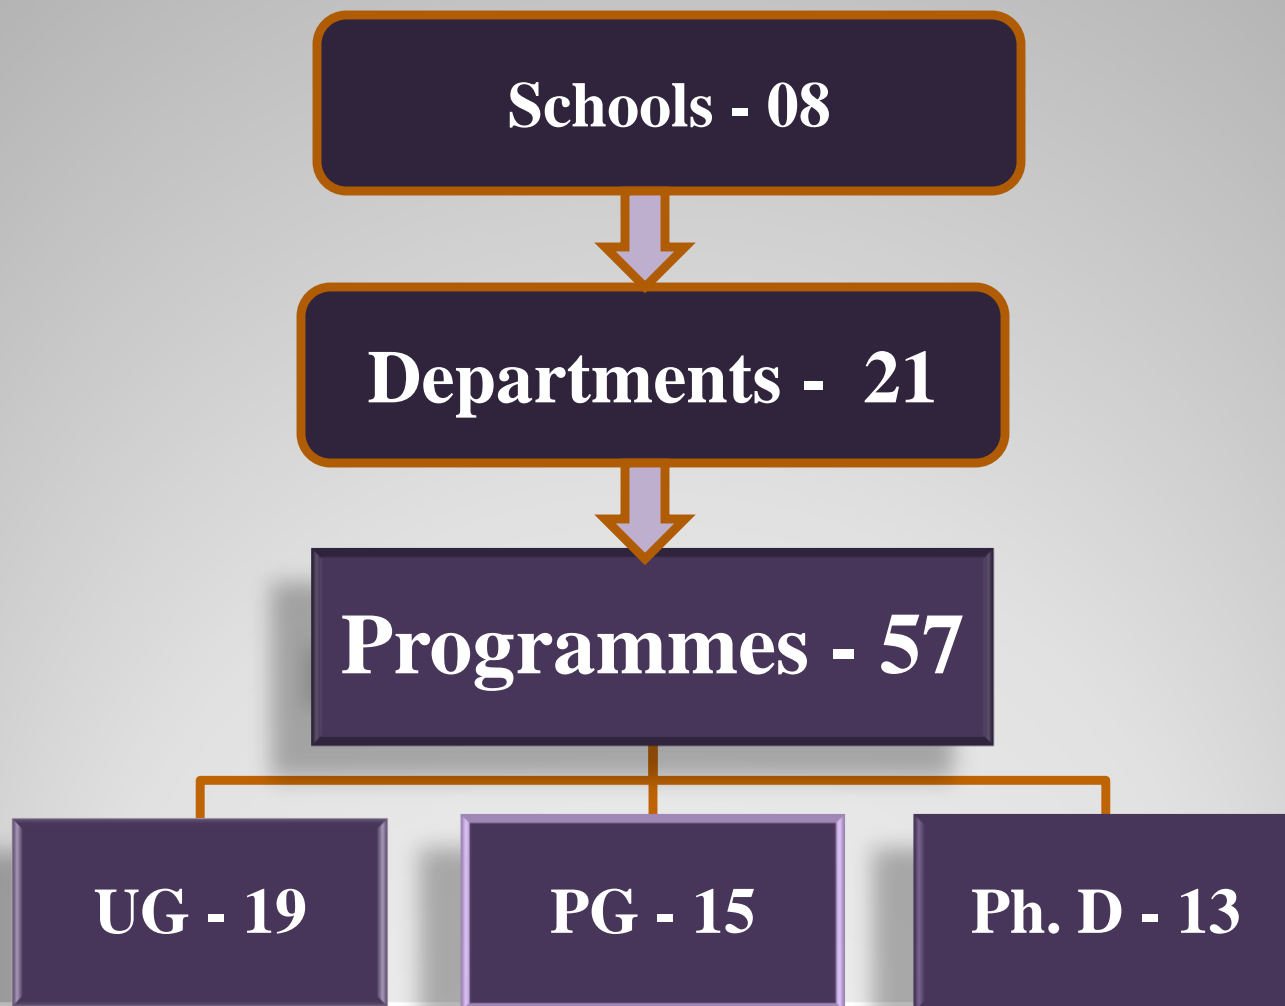 Schools - 08
Departments - 21
Programmes - 57
UG - 19
PG - 15
Ph. D - 13